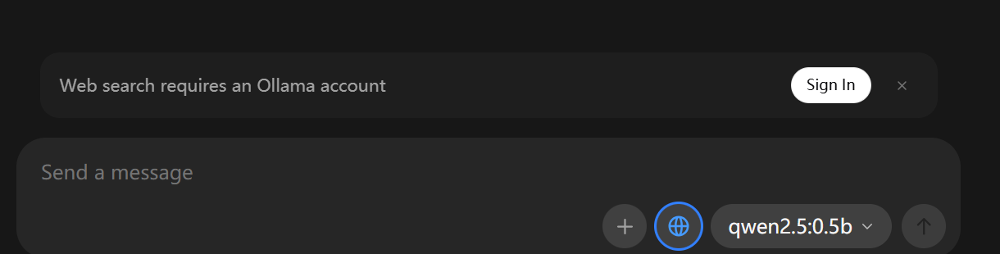 Web search requires an Ollama account
Sign In
Send a message
qwen2.5:0.5b